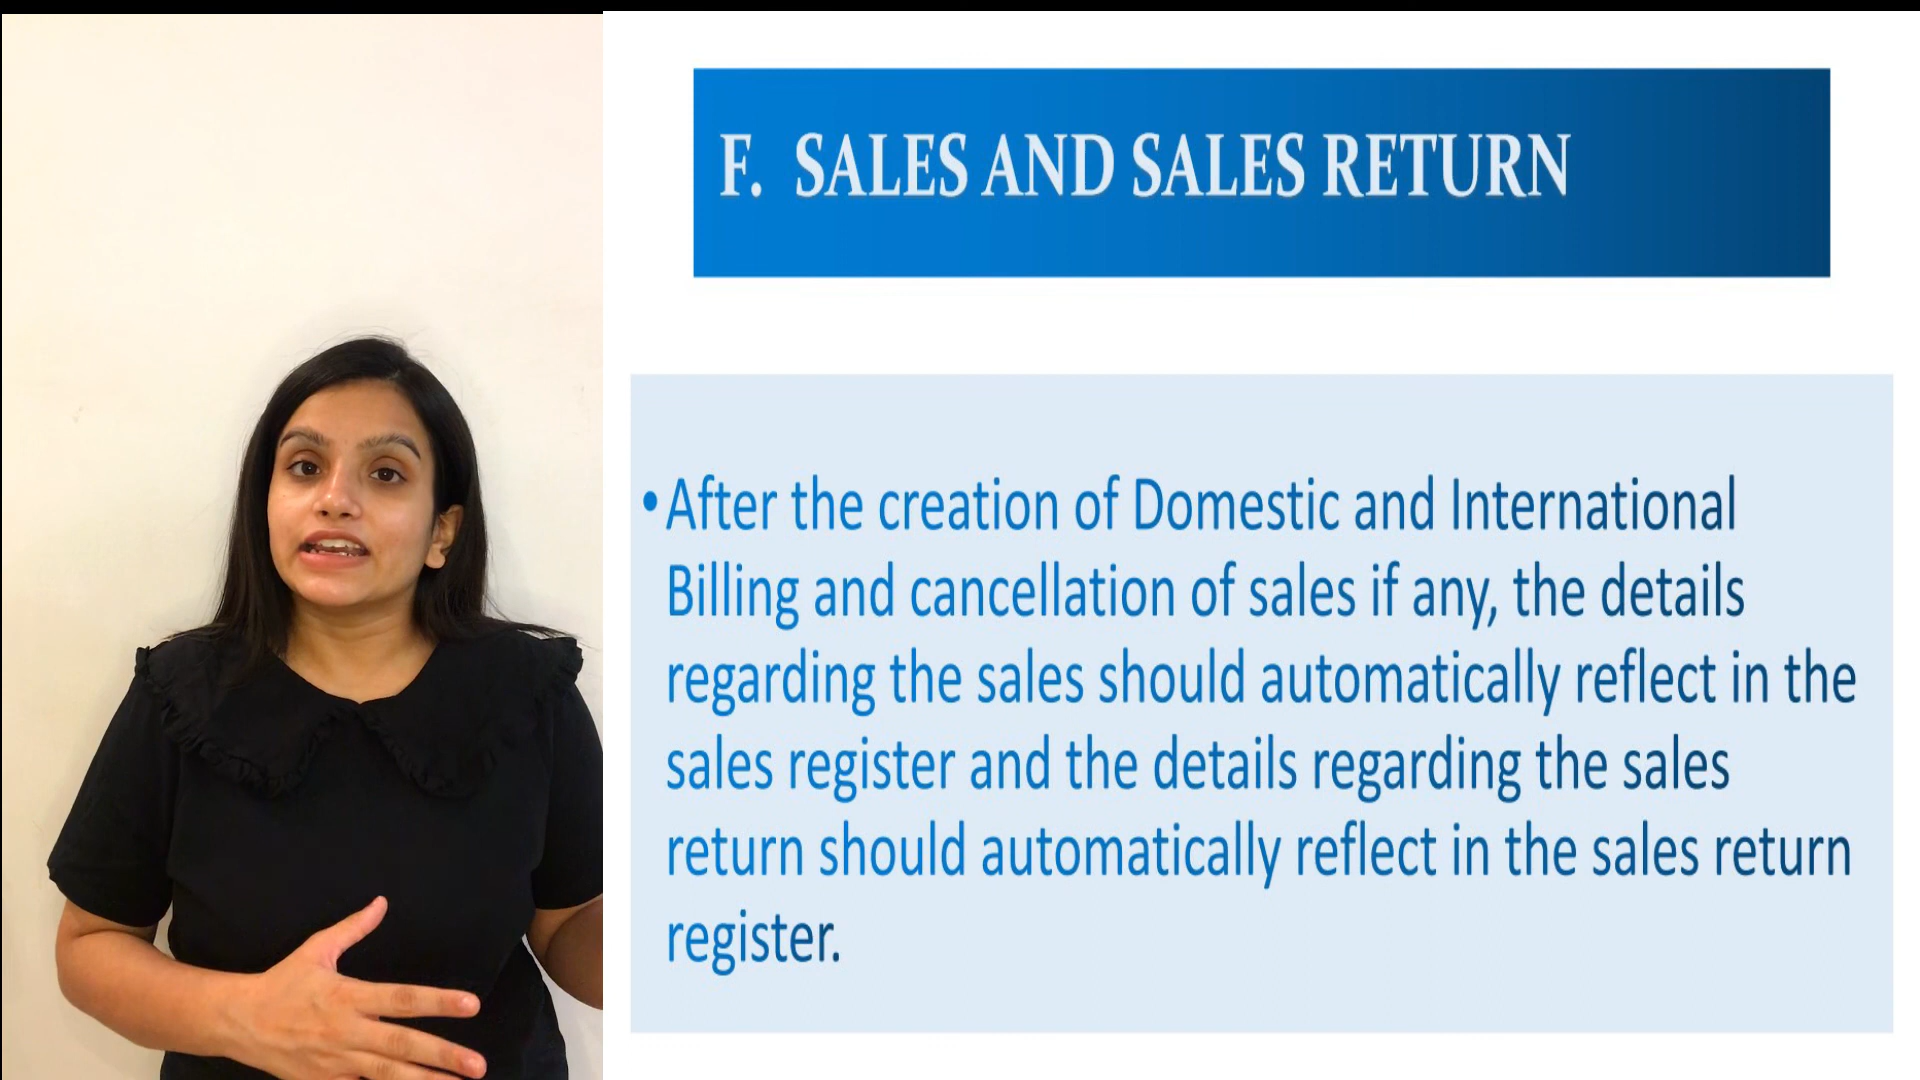 F. SALES AND SALES RETURN
•After the creation of Domestic and International
Billing and cancellation of sales if any, the details
regarding the sales should automatically reflect in the
sales register and the details regarding the sales
return should automatically reflect in the sales return
register.